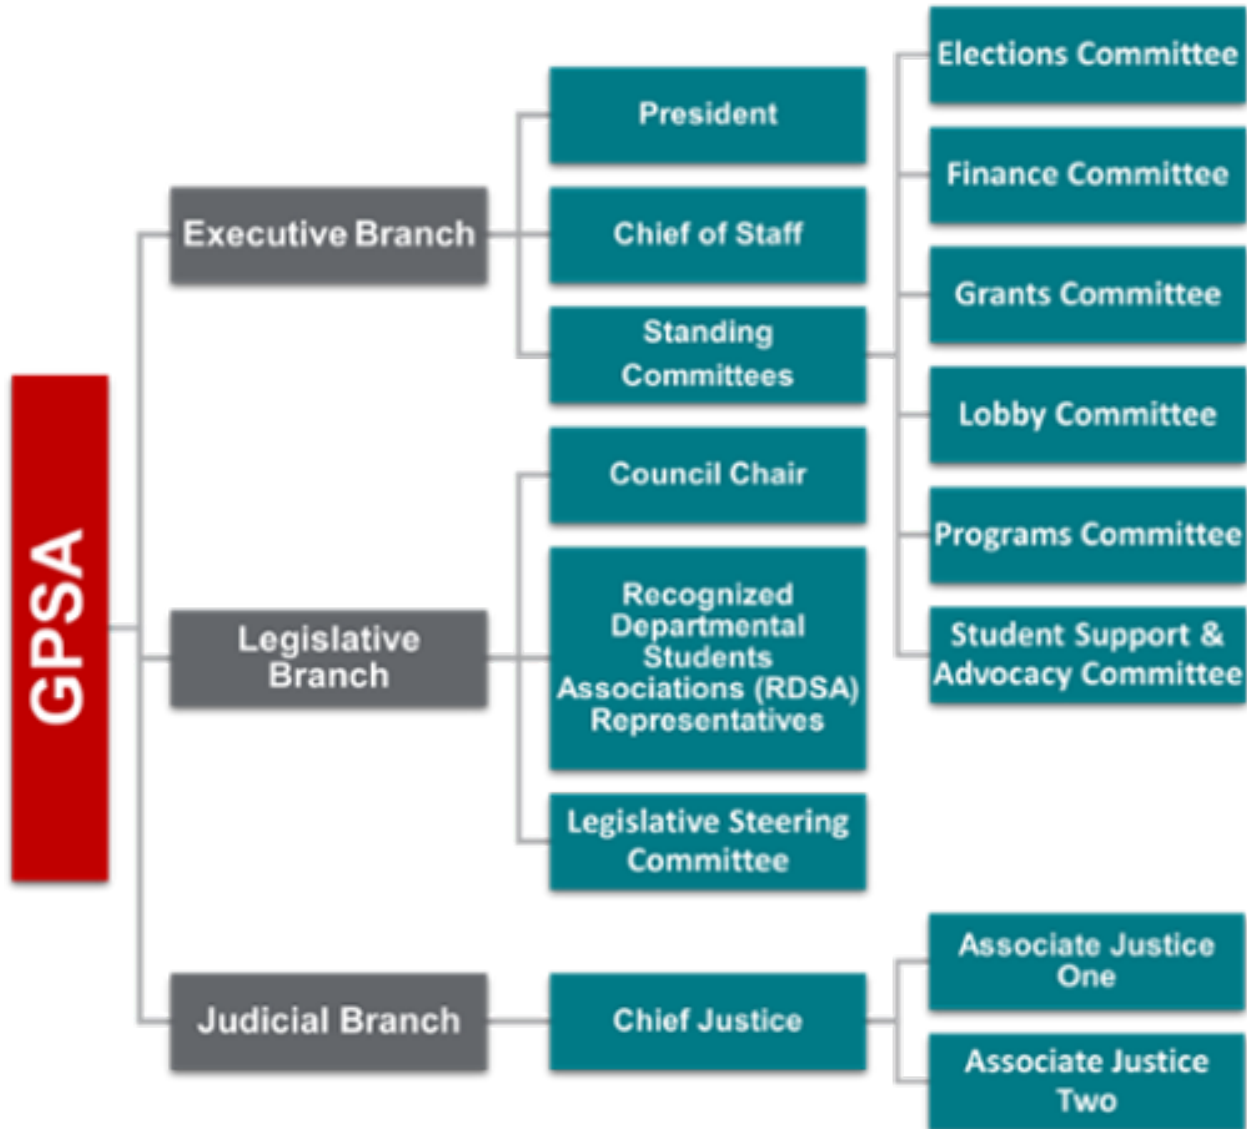 GPSA
Executive Branch
President
Chief of Staff
Standing
Committees
Elections Committee
Finance Committee
Grants Committee
Lobby Committee
Programs Committee
Student Support &
Advocacy Committee
Legislative
Branch
Council Chair
Recognized
Departmental
Students
Associations (RDSA)
Representatives
Legislative Steering
Committee
Judicial Branch
Chief Justice
Associate Justice
One
Associate Justice
Two